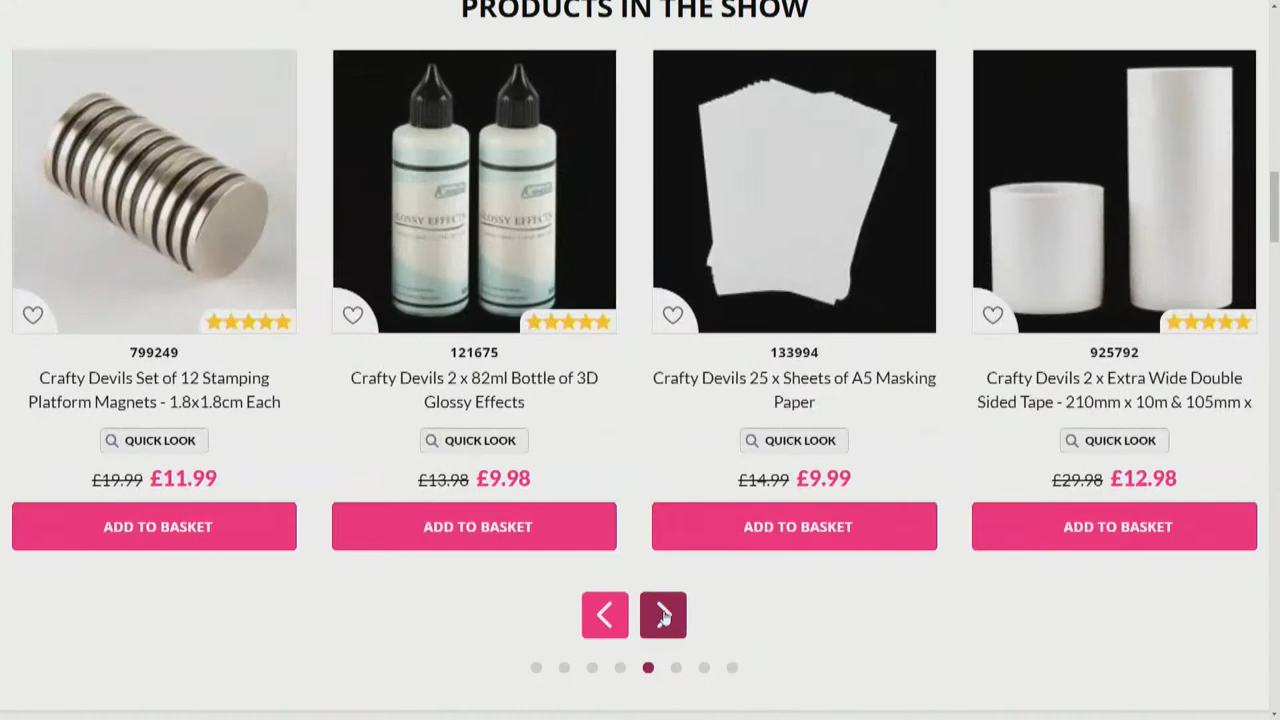 PRODUCTS IN THE SHOW
GLOSSY EFFECTS
GLOSSY EFFECTS
799249
121675
133994
925792
Crafty Devils Set of 12 Stamping
Platform Magnets - 1.8x1.8cm Each
Crafty Devils 2 x 82ml Bottle of 3D
Glossy Effects
Crafty Devils 25 x Sheets of A5 Masking
Paper
Crafty Devils 2 x Extra Wide Double
Sided Tape - 210mm x 10m & 105mm x
QUICK LOOK
QUICK LOOK
QUICK LOOK
QUICK LOOK
£19.99 £11.99
£13.98 £9.98
£14.99 £9.99
£29.98 £12.98
ADD TO BASKET
ADD TO BASKET
ADD TO BASKET
ADD TO BASKET